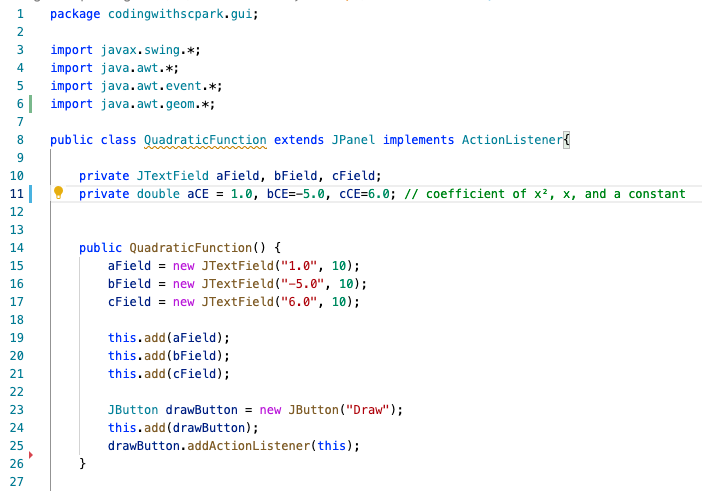 1 package codingwithscpark.gui;
2
3 import javax.swing.*;
4 import java.awt.*;
5 import java.awt.event.*;
6 import java.awt.geom.*;
7
8 public class QuadraticFunction extends JPanel implements ActionListener{
9
10 private JTextField aField, bField, cField;
11 private double aCE = 1.0, bCE=-5.0, cCE=6.0; // coefficient of x², x, and a constant
12
13
14 public QuadraticFunction() {
15 aField = new JTextField("1.0", 10);
16 bField = new JTextField("-5.0", 10);
17 cField = new JTextField("6.0", 10);
18
19 this.add(aField);
20 this.add(bField);
21 this.add(cField);
22
23 JButton drawButton = new JButton("Draw");
24 this.add(drawButton);
25 drawButton.addActionListener(this);
26 }
27